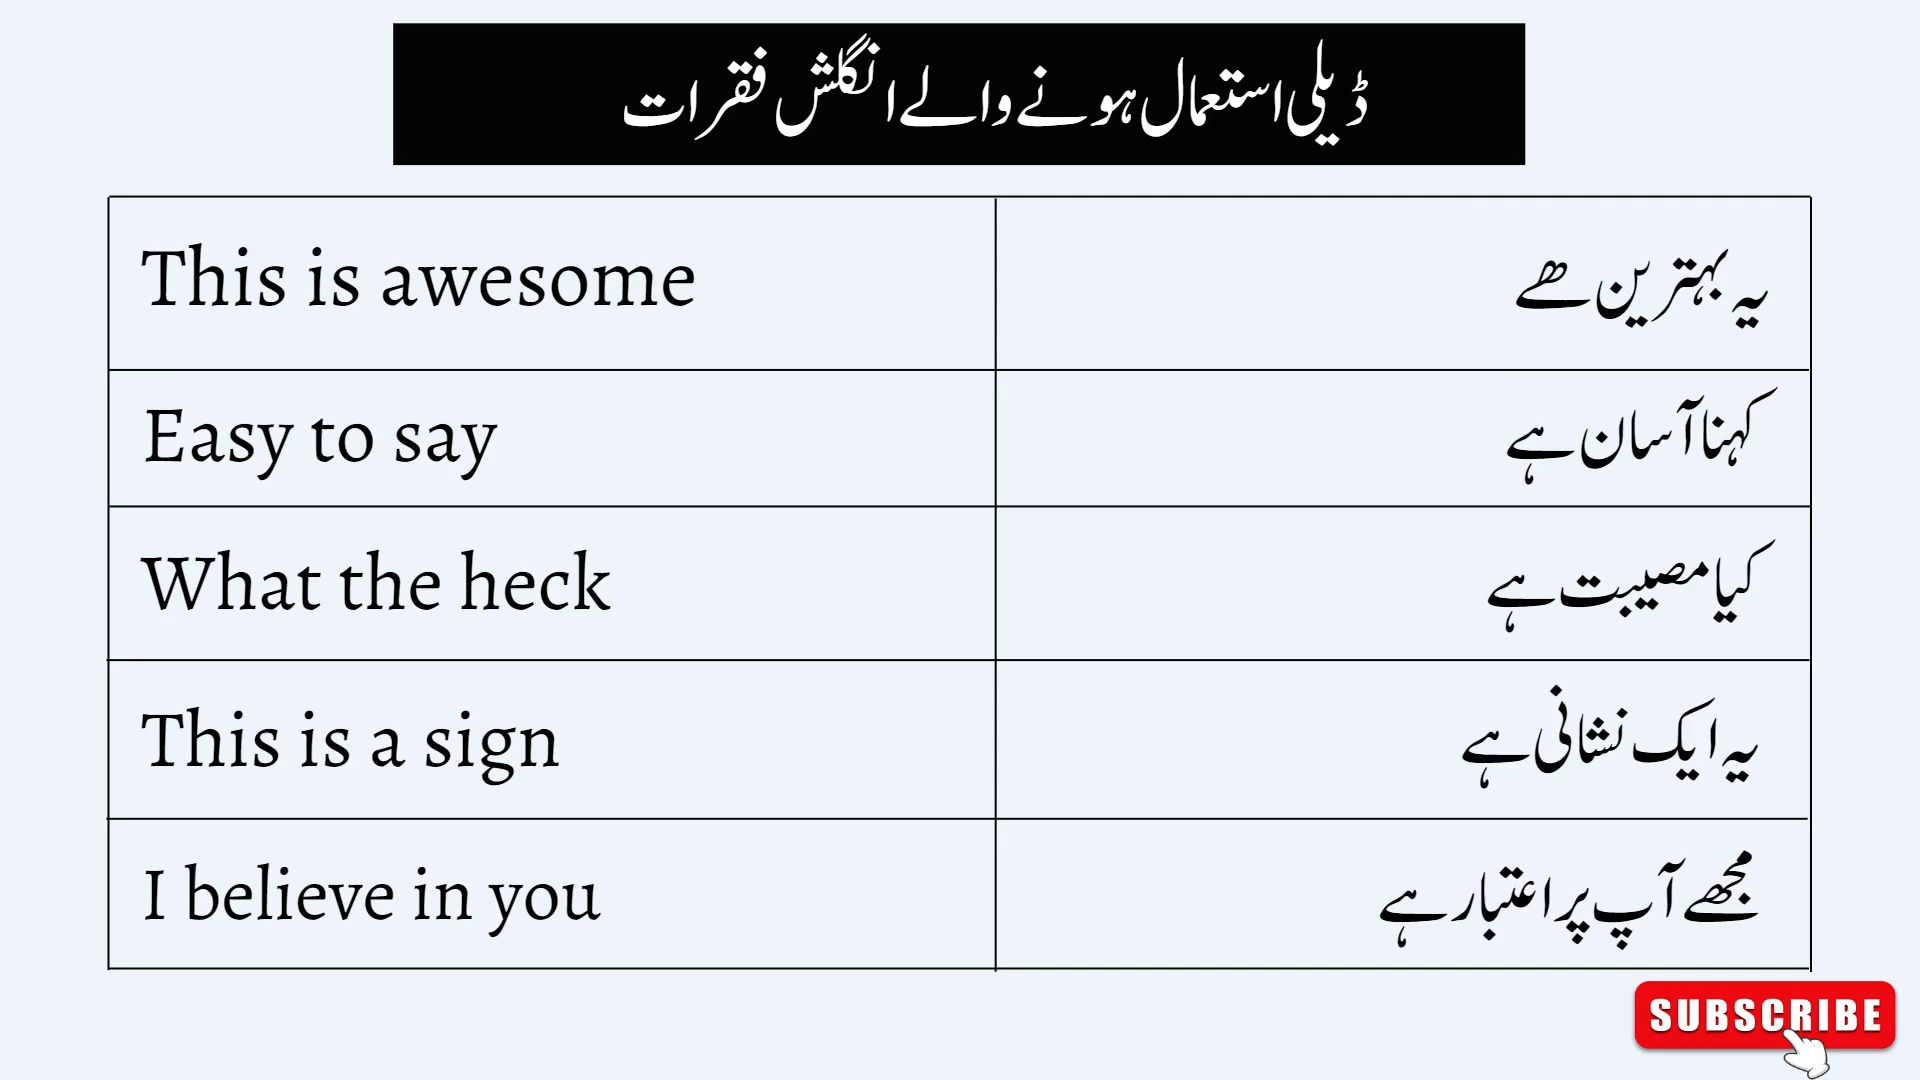 ڈیلی استعمال ہونے والے انگلش فقرات
This is awesome
یہ بہترین ھے
Easy to say
کہنا آسان ہے
What the heck
کیا مصیبت ہے
This is a sign
یہ ایک نشانی ہے
I believe in you
مجھے آپ پر اعتبار ہے
SUBSCRIBE